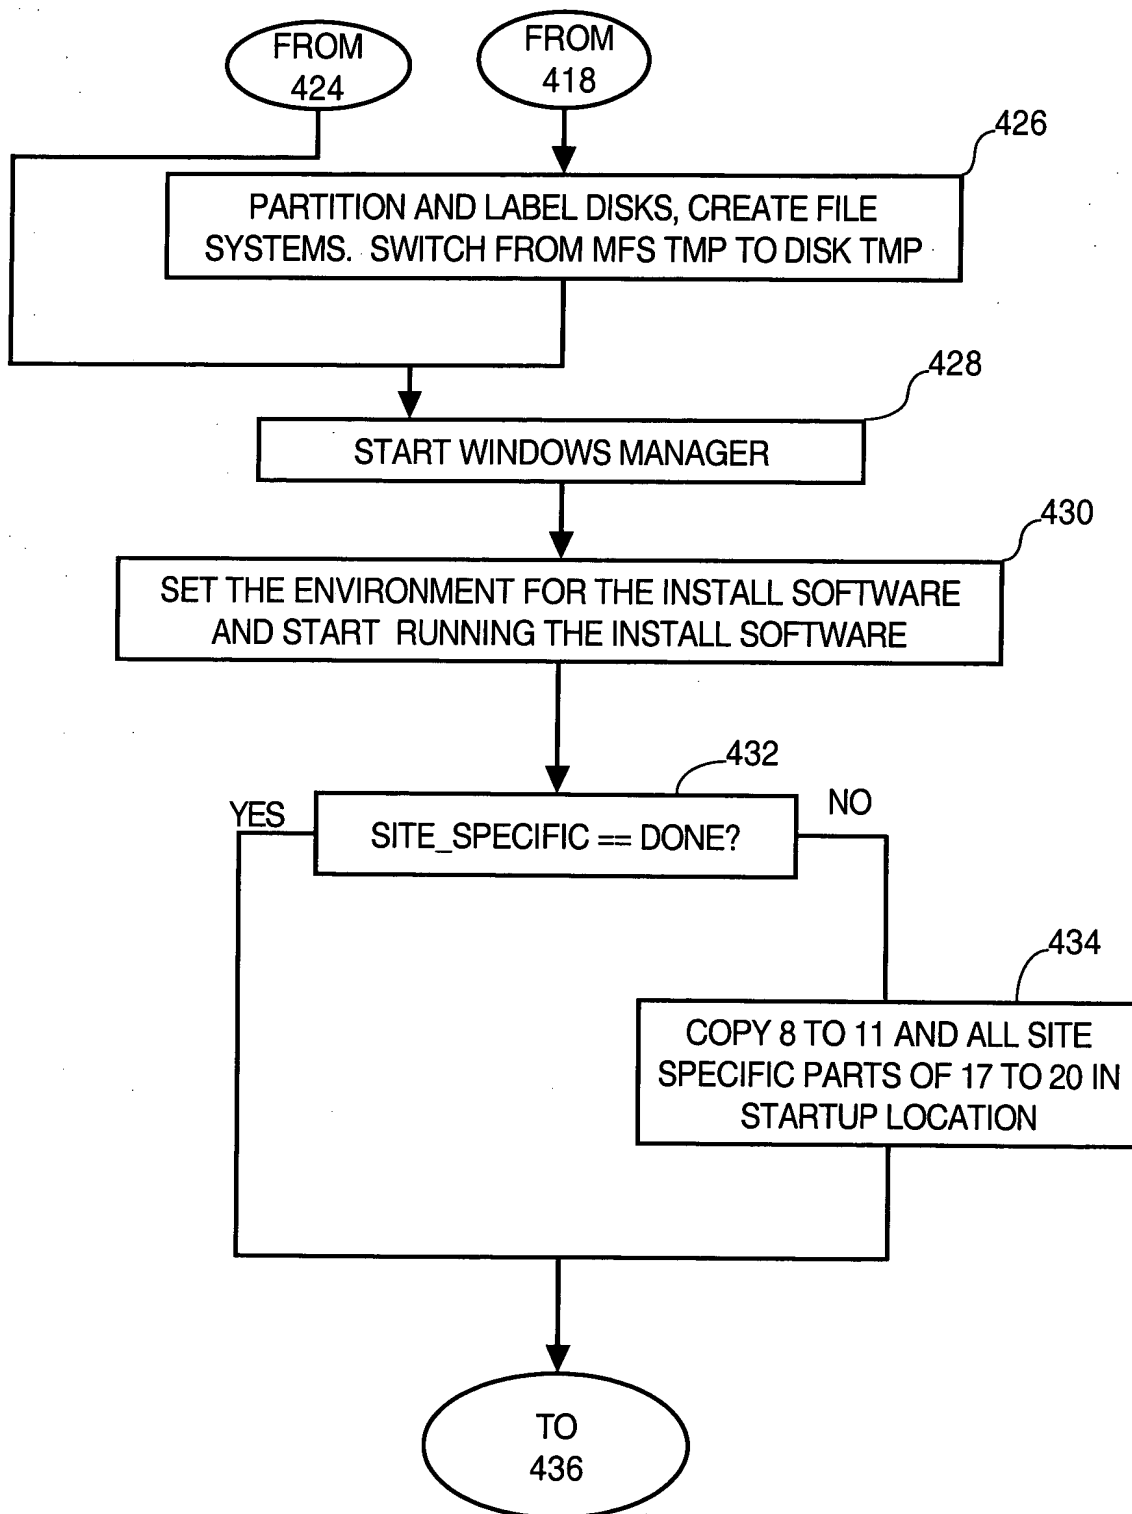 FROM
424
FROM
418
426
PARTITION AND LABEL DISKS, CREATE FILE
SYSTEMS. SWITCH FROM MFS TMP TO DISK TMP
428
START WINDOWS MANAGER
430
SET THE ENVIRONMENT FOR THE INSTALL SOFTWARE
AND START RUNNING THE INSTALL SOFTWARE
432
YES
NO
SITE_SPECIFIC == DONE?
434
COPY 8 TO 11 AND ALL SITE
SPECIFIC PARTS OF 17 TO 20 IN
STARTUP LOCATION
TO
436